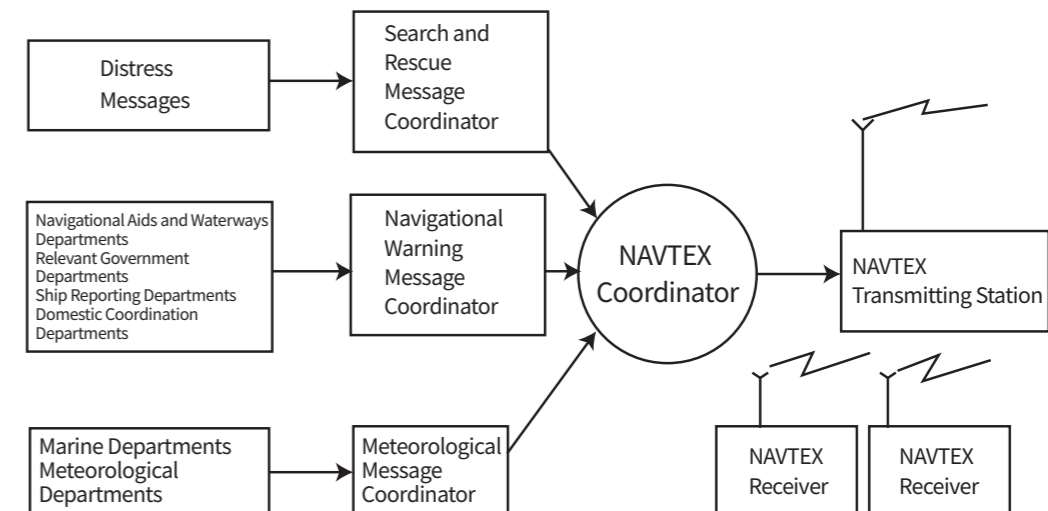 Distress
Messages
Search and
Rescue
Message
Coordinator
Navigational Aids and Waterways
Departments
Relevant Government
Departments
Ship Reporting Departments
Domestic Coordination
Departments
Navigational
Warning
Message
Coordinator
Marine Departments
Meteorological
Departments
Meteorological
Message
Coordinator
NAVTEX
Coordinator
NAVTEX
Transmitting Station
NAVTEX
Receiver
NAVTEX
Receiver